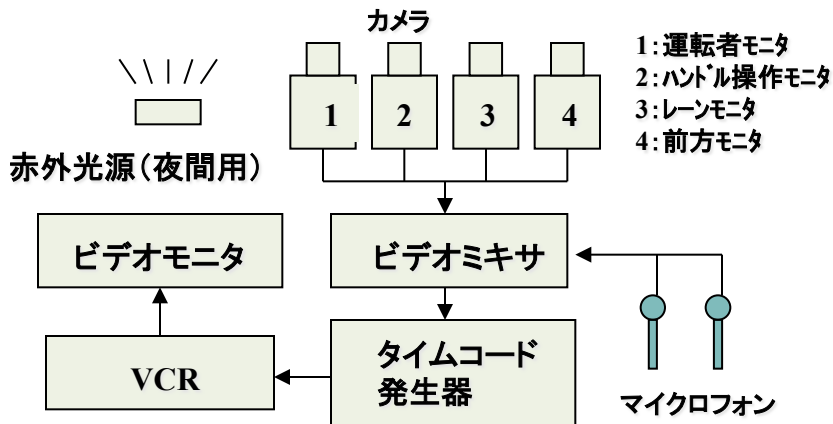 カメラ
1
2
3
4
1:運転者モニタ
2:ハンドル操作モニタ
3:レーンモニタ
4:前方モニタ
赤外光源(夜間用)
ビデオモニタ
ビデオミキサ
VCR
タイムコード
発生器
マイクロフォン